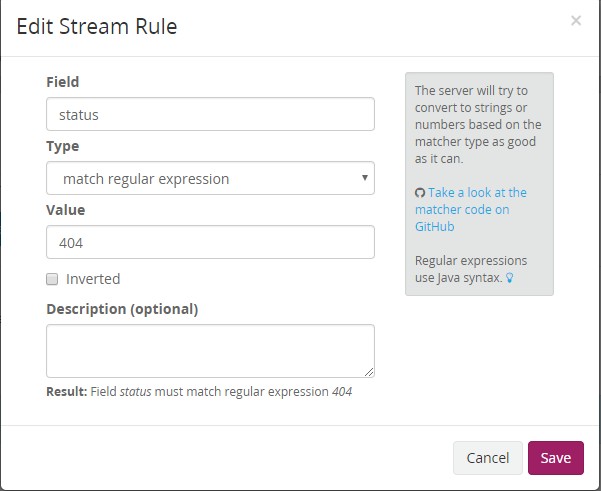 Edit Stream Rule
×
Field
status
Type
match regular expression
Value
404
Inverted
Description (optional)
Result: Field status must match regular expression 404
The server will try to
convert to strings or
numbers based on the
matcher type as good
as it can.
Take a look at the
matcher code on
GitHub
Regular expressions
use Java syntax.
Cancel
Save